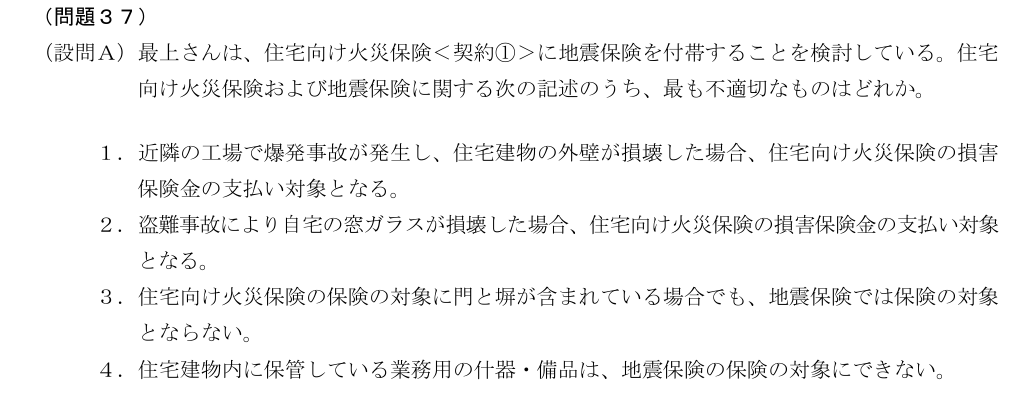 （問題３７）
（設問Ａ）最上さんは、住宅向け火災保険＜契約①＞に地震保険を付帯することを検討している。住宅
向け火災保険および地震保険に関する次の記述のうち、最も不適切なものはどれか。
１．近隣の工場で爆発事故が発生し、住宅建物の外壁が損壊した場合、住宅向け火災保険の損害
保険金の支払い対象となる。
２．盗難事故により自宅の窓ガラスが損壊した場合、住宅向け火災保険の損害保険金の支払い対象
となる。
３．住宅向け火災保険の保険の対象に門と塀が含まれている場合でも、地震保険では保険の対象
とならない。
４．住宅建物内に保管している業務用の什器・備品は、地震保険の保険の対象にできない。